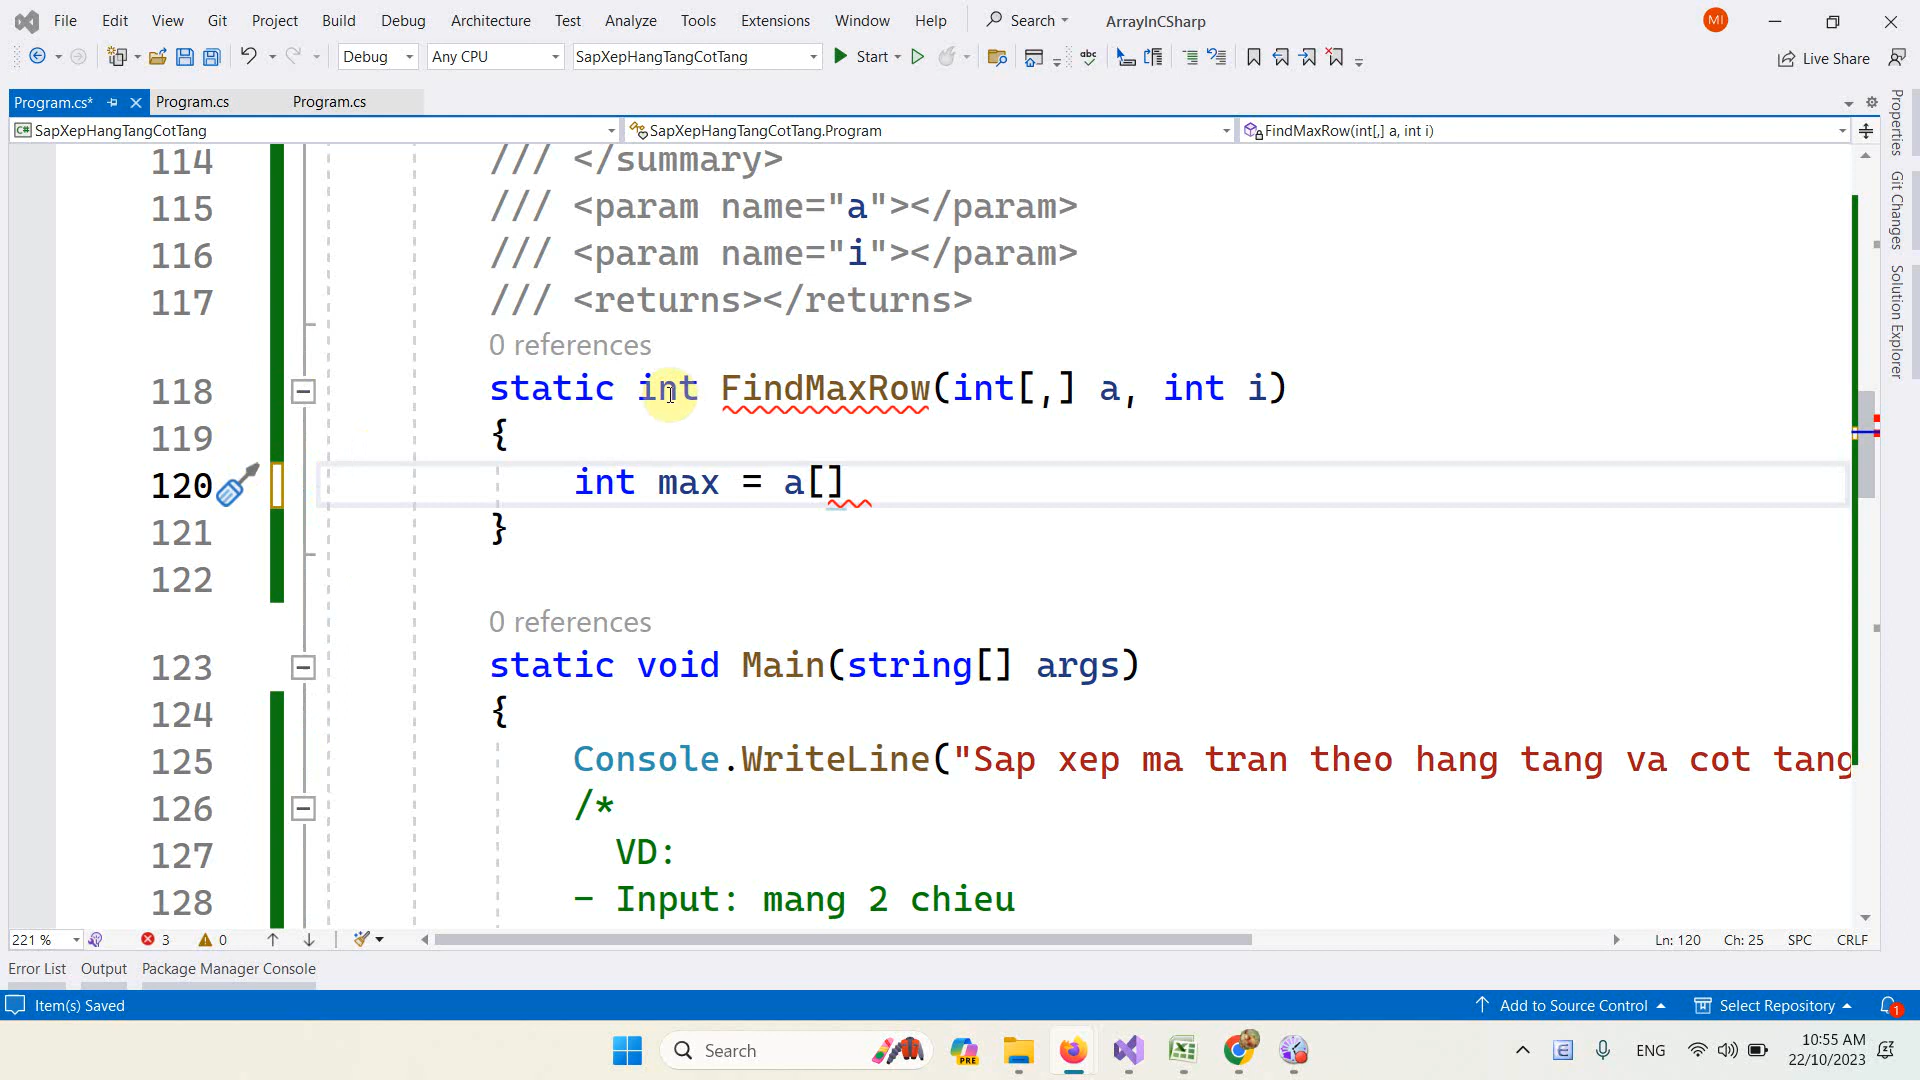 File Edit View Git Project Build Debug Architecture Test Analyze Tools Extensions Window Help Search ArrayInCSharp MI
Debug Any CPU SapXepHangTangCotTang Start Live Share
Program.cs* Program.cs Program.cs
SapXepHangTangCotTang SapXepHangTangCotTang.Program FindMaxRow(int[,] a, int i)
114 /// </summary>
115 /// <param name="a"></param>
116 /// <param name="i"></param>
117 /// <returns></returns>
0 references
118 static int FindMaxRow(int[,] a, int i)
119 {
120 int max = a[]
121 }
122
0 references
123 static void Main(string[] args)
124 {
125 Console.WriteLine("Sap xep ma tran theo hang tang va cot tang
126 /*
127 VD:
128 - Input: mang 2 chieu
Properties
Git Changes
Solution Explorer
221 % 3 0 Ln: 120 Ch: 25 SPC CRLF
Error List Output Package Manager Console
Item(s) Saved Add to Source Control Select Repository 1
Search PRE ENG 10:55 AM
22/10/2023